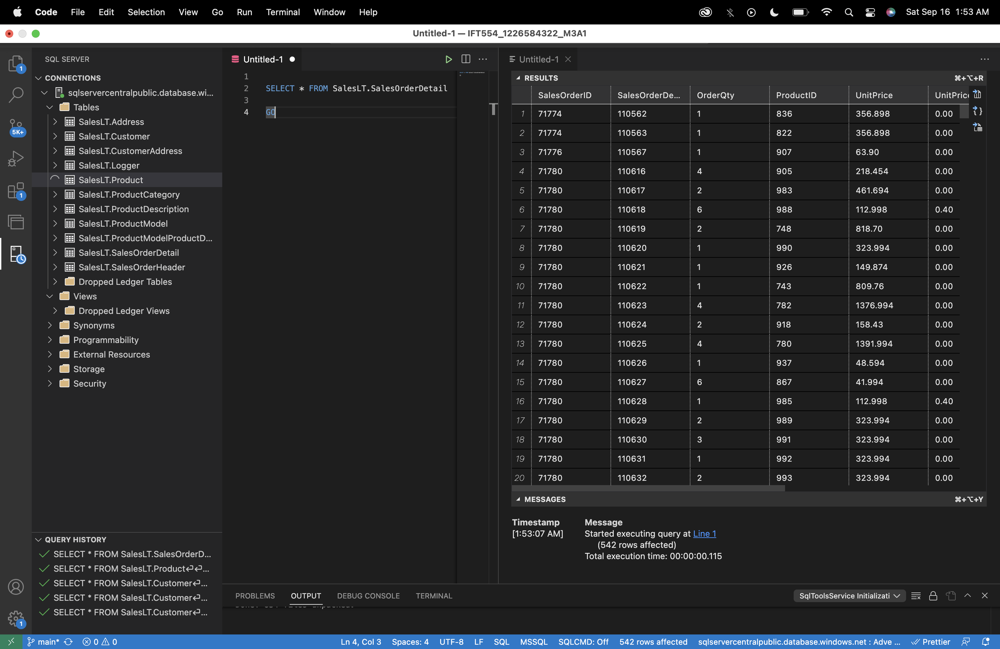 Code File Edit Selection View Go Run Terminal Window Help Sat Sep 16 1:53 AM
Untitled-1 — IFT554_1226584322_M3A1
1
5K+
1
1
SQL SERVER
CONNECTIONS
sqlservercentralpublic.database.wi...
Tables
SalesLT.Address
SalesLT.Customer
SalesLT.CustomerAddress
SalesLT.Logger
SalesLT.Product
SalesLT.ProductCategory
SalesLT.ProductDescription
SalesLT.ProductModel
SalesLT.ProductModelProductD...
SalesLT.SalesOrderDetail
SalesLT.SalesOrderHeader
Dropped Ledger Tables
Views
Dropped Ledger Views
Synonyms
Programmability
External Resources
Storage
Security
QUERY HISTORY
SELECT * FROM SalesLT.SalesOrderD...
SELECT * FROM SalesLT.Product⏎⏎...
SELECT * FROM SalesLT.Customer⏎...
SELECT * FROM SalesLT.Customer⏎...
SELECT * FROM SalesLT.Customer⏎...
Untitled-1
1
2 SELECT * FROM SalesLT.SalesOrderDetail
3
4 GO
Untitled-1
RESULTS ⌘+⌥+R
SalesOrderID SalesOrderDe... OrderQty ProductID UnitPrice UnitPric
1 71774 110562 1 836 356.898 0.00
2 71774 110563 1 822 356.898 0.00
3 71776 110567 1 907 63.90 0.00
4 71780 110616 4 905 218.454 0.00
5 71780 110617 2 983 461.694 0.00
6 71780 110618 6 988 112.998 0.40
7 71780 110619 2 748 818.70 0.00
8 71780 110620 1 990 323.994 0.00
9 71780 110621 1 926 149.874 0.00
10 71780 110622 1 743 809.76 0.00
11 71780 110623 4 782 1376.994 0.00
12 71780 110624 2 918 158.43 0.00
13 71780 110625 4 780 1391.994 0.00
14 71780 110626 1 937 48.594 0.00
15 71780 110627 6 867 41.994 0.00
16 71780 110628 1 985 112.998 0.40
17 71780 110629 2 989 323.994 0.00
18 71780 110630 3 991 323.994 0.00
19 71780 110631 1 992 323.994 0.00
20 71780 110632 2 993 323.994 0.00
MESSAGES ⌘+⌥+Y
Timestamp Message
[1:53:07 AM] Started executing query at Line 1
(542 rows affected)
Total execution time: 00:00:00.115
PROBLEMS OUTPUT DEBUG CONSOLE TERMINAL SqlToolsService Initializati
main* 0 0 Ln 4, Col 3 Spaces: 4 UTF-8 LF SQL MSSQL SQLCMD: Off 542 rows affected sqlservercentralpublic.database.windows.net : Adve ... Prettier